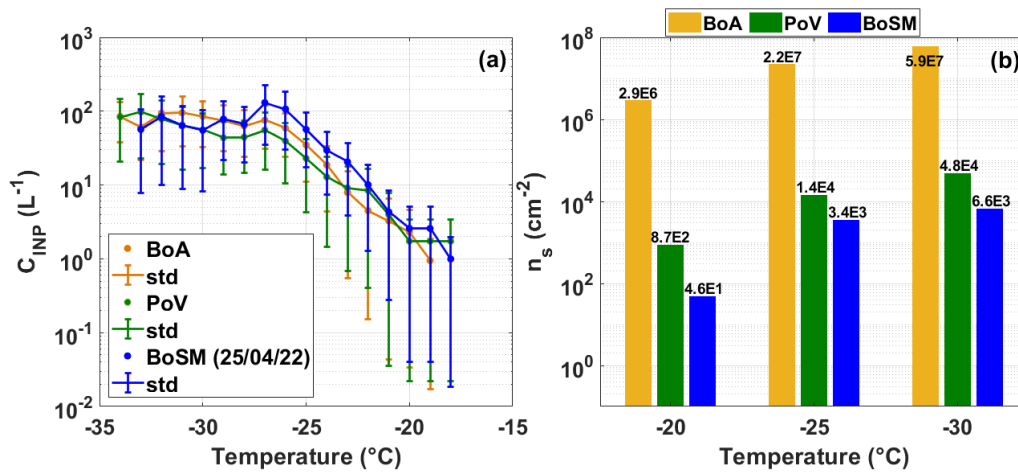 (a)
10^3
10^2
10^1
10^0
10^-1
10^-2
C_INP (L^-1)
BoA
std
PoV
std
BoSM (25/04/22)
std
-35
-30
-25
-20
-15
Temperature (°C)
BoA PoV BoSM
(b)
10^8
10^6
10^4
10^2
10^0
n_s (cm^-2)
2.9E6
8.7E2
4.6E1
2.2E7
1.4E4
3.4E3
5.9E7
4.8E4
6.6E3
-20
-25
-30
Temperature (°C)